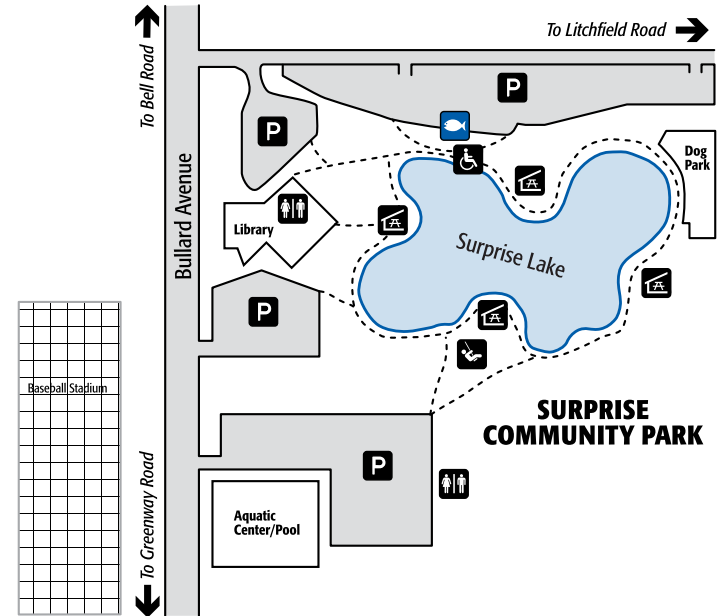 To Litchfield Road
To Bell Road
P
P
Dog
Park
Library
Bullard Avenue
Surprise Lake
P
Baseball Stadium
SURPRISE
COMMUNITY PARK
P
Aquatic
Center/Pool
To Greenway Road